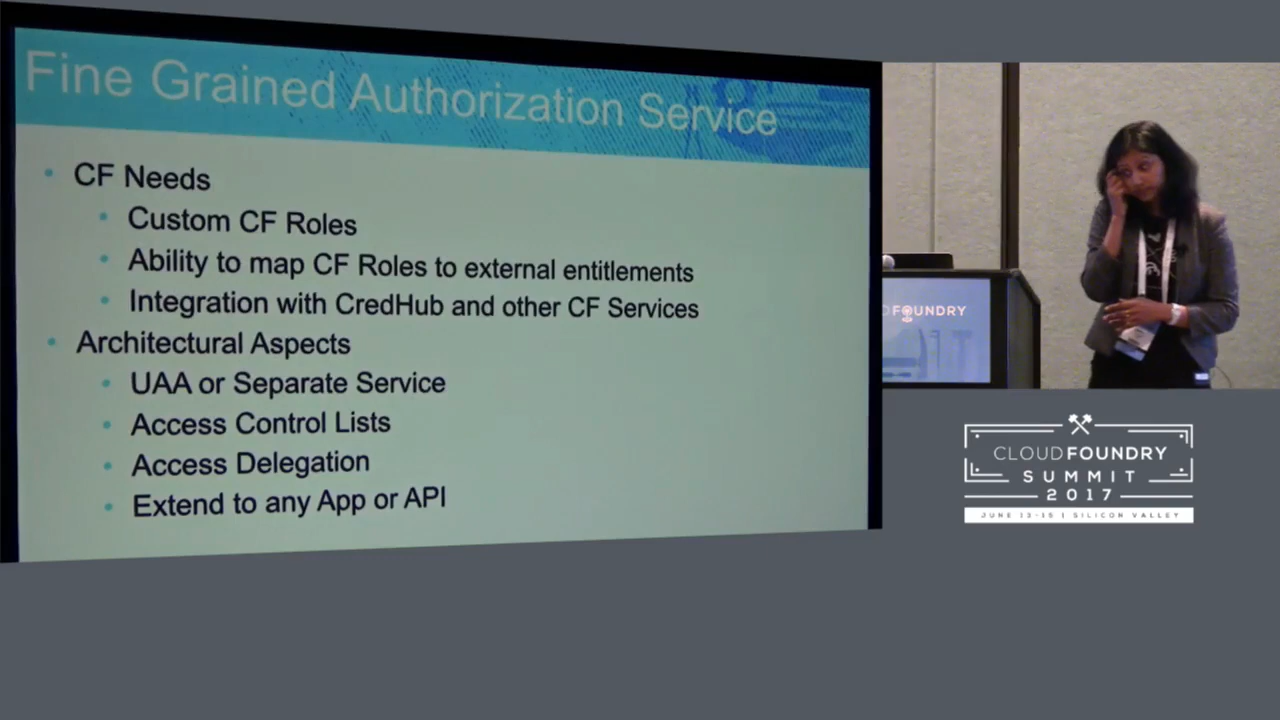 Fine Grained Authorization Service
CF Needs
Custom CF Roles
Ability to map CF Roles to external entitlements
Integration with CredHub and other CF Services
Architectural Aspects
UAA or Separate Service
Access Control Lists
Access Delegation
Extend to any App or API
D FOUNDRY
CLOUD FOUNDRY
SUMMIT
2017
JUNE 13-15 | SILICON VALLEY